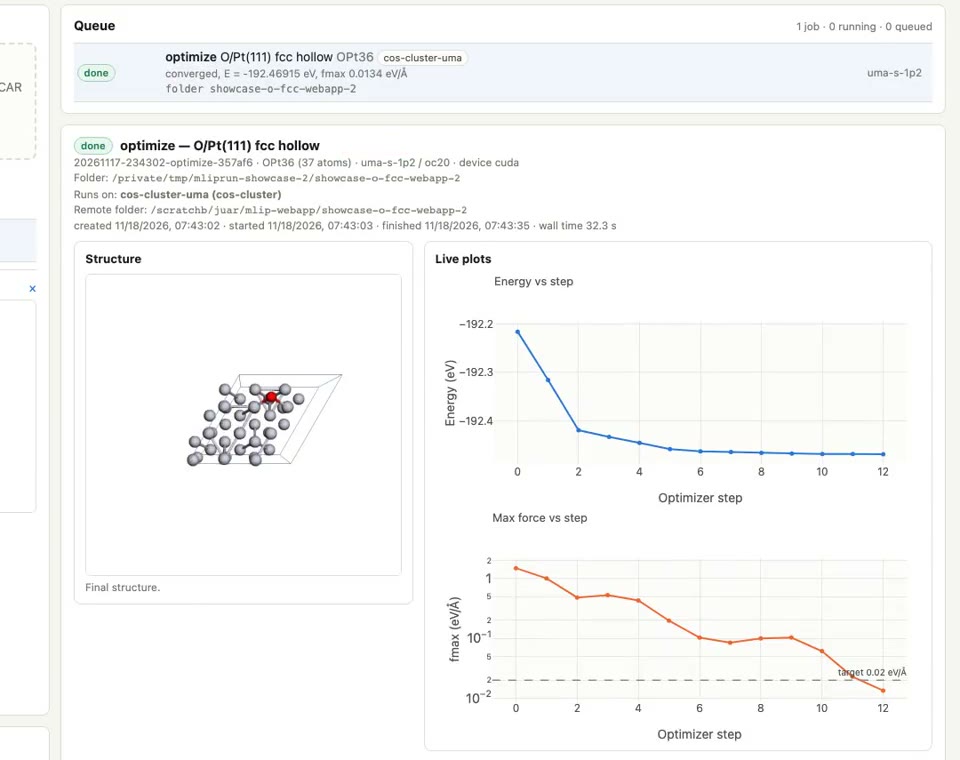 Queue
1 job · 0 running · 0 queued
done
optimize O/Pt(111) fcc hollow OPt36 cos-cluster-uma
converged, E = -192.46915 eV, fmax 0.0134 eV/Å
folder showcase-o-fcc-webapp-2
uma-s-1p2
CAR
×
done optimize — O/Pt(111) fcc hollow
20261117-234302-optimize-357af6 · OPt36 (37 atoms) · uma-s-1p2 / oc20 · device cuda
Folder: /private/tmp/mliprun-showcase-2/showcase-o-fcc-webapp-2
Runs on: cos-cluster-uma (cos-cluster)
Remote folder: /scratchb/juar/mlip-webapp/showcase-o-fcc-webapp-2
created 11/18/2026, 07:43:02 · started 11/18/2026, 07:43:03 · finished 11/18/2026, 07:43:35 · wall time 32.3 s
Structure
Final structure.
Live plots
Energy vs step
Energy (eV)
−192.2
−192.3
−192.4
0 2 4 6 8 10 12
Optimizer step
Max force vs step
fmax (eV/Å)
2
1
5
2
10−1
5
2
10−2
target 0.02 eV/Å
0 2 4 6 8 10 12
Optimizer step